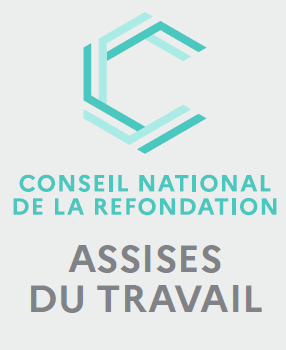 CONSEIL NATIONAL
DE LA REFONDATION
ASSISES
DU TRAVAIL